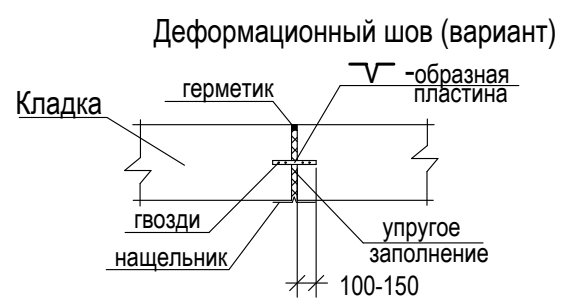 Деформационный шов (вариант)
-образная
пластина
герметик
Кладка
гвозди
нащельник
упругое
заполнение
100-150